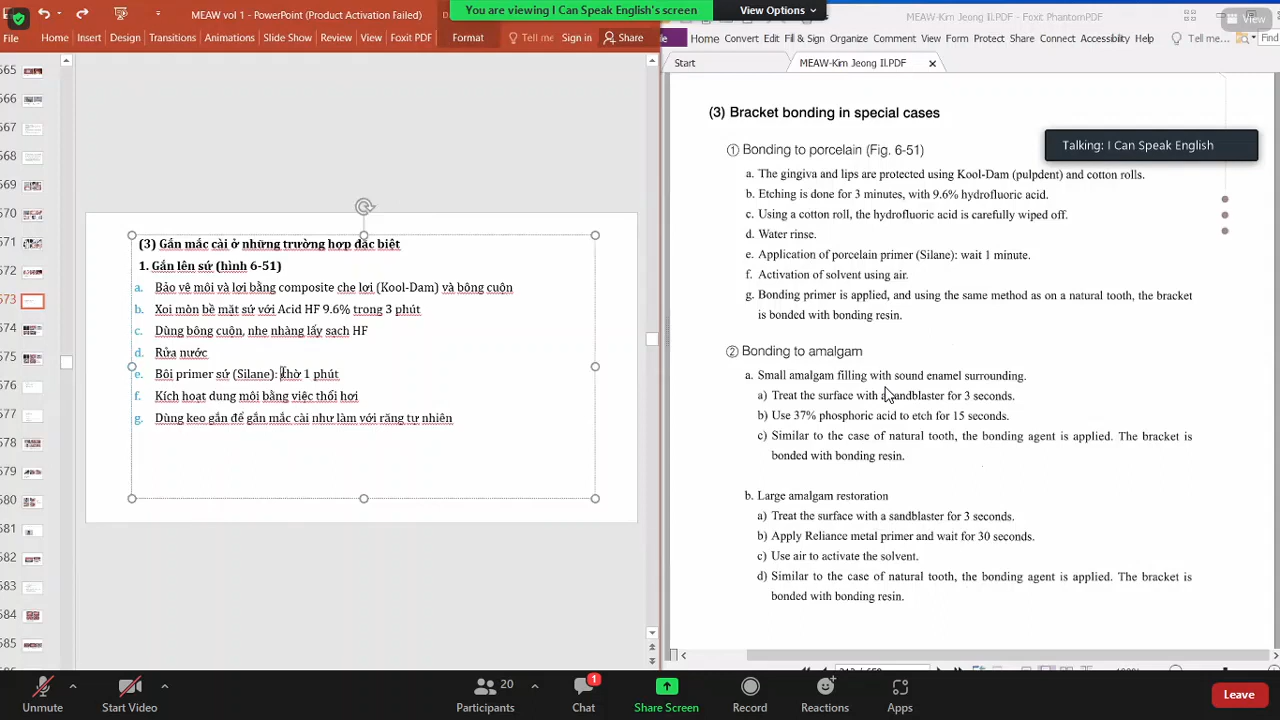 MEAW vol 1 - PowerPoint (Product Activation Failed)
You are viewing I Can Speak English's screen
View Options
MEAW-Kim Jeong Il.PDF - Foxit PhantomPDF
View
File
Home
Insert
Design
Transitions
Animations
Slide Show
Review
View
Foxit PDF
Format
Tell me
Sign in
Share
Home
Convert
Edit
Fill & Sign
Organize
Comment
View
Form
Protect
Share
Connect
Accessibility
Help
Tell me...
Find
Start
MEAW-Kim Jeong Il.PDF
Talking: I Can Speak English
565
566
567
568
569
570
571
572
573
574
575
(3) Gắn mắc cài ở những trường hợp đặc biệt
1. Gắn lên sứ (hình 6-51)
a. Bảo vệ môi và lợi bằng composite che lợi (Kool-Dam) và bông cuộn
b. Xoi mòn bề mặt sứ với Acid HF 9.6% trong 3 phút
c. Dùng bông cuộn, nhẹ nhàng lấy sạch HF
d. Rửa nước
e. Bôi primer sứ (Silane): chờ 1 phút
f. Kích hoạt dung môi bằng việc thổi hơi
g. Dùng keo gắn để gắn mắc cài như làm với răng tự nhiên
(3) Bracket bonding in special cases
① Bonding to porcelain (Fig. 6-51)
a. The gingiva and lips are protected using Kool-Dam (pulpdent) and cotton rolls.
b. Etching is done for 3 minutes, with 9.6% hydrofluoric acid.
c. Using a cotton roll, the hydrofluoric acid is carefully wiped off.
d. Water rinse.
e. Application of porcelain primer (Silane): wait 1 minute.
f. Activation of solvent using air.
g. Bonding primer is applied, and using the same method as on a natural tooth, the bracket
is bonded with bonding resin.
② Bonding to amalgam
a. Small amalgam filling with sound enamel surrounding.
a) Treat the surface with a sandblaster for 3 seconds.
b) Use 37% phosphoric acid to etch for 15 seconds.
c) Similar to the case of natural tooth, the bonding agent is applied. The bracket is
bonded with bonding resin.
b. Large amalgam restoration
a) Treat the surface with a sandblaster for 3 seconds.
b) Apply Reliance metal primer and wait for 30 seconds.
c) Use air to activate the solvent.
d) Similar to the case of natural tooth, the bonding agent is applied. The bracket is
bonded with bonding resin.
Unmute
Start Video
20
Participants
1
Chat
Share Screen
Record
Reactions
Apps
Leave